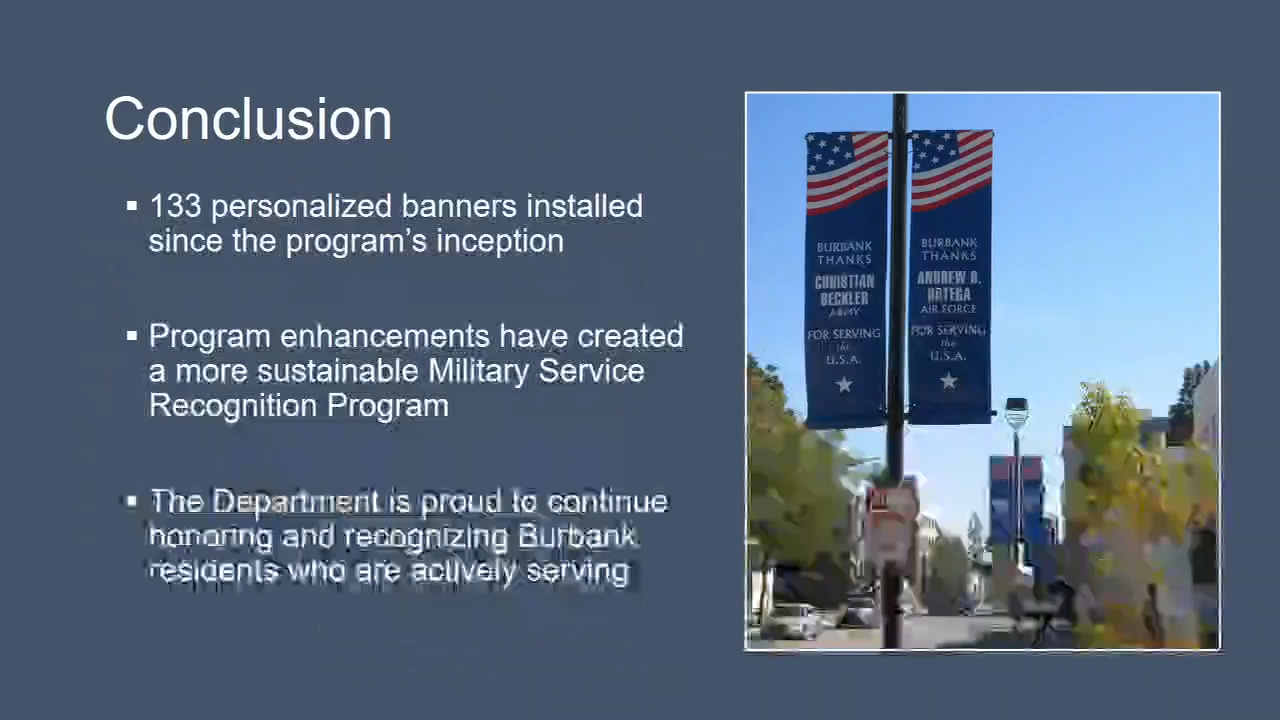 Conclusion
▪ 133 personalized banners installed
since the program's inception
▪ Program enhancements have created
a more sustainable Military Service
Recognition Program
▪ The Department is proud to continue
honoring and recognizing Burbank
residents who are actively serving
BURBANK
THANKS
CHRISTIAN
BECKLER
ARMY
FOR SERVING
the
U.S.A.
BURBANK
THANKS
ANDREW D.
ORTEGA
AIR FORCE
FOR SERVING
the
U.S.A.